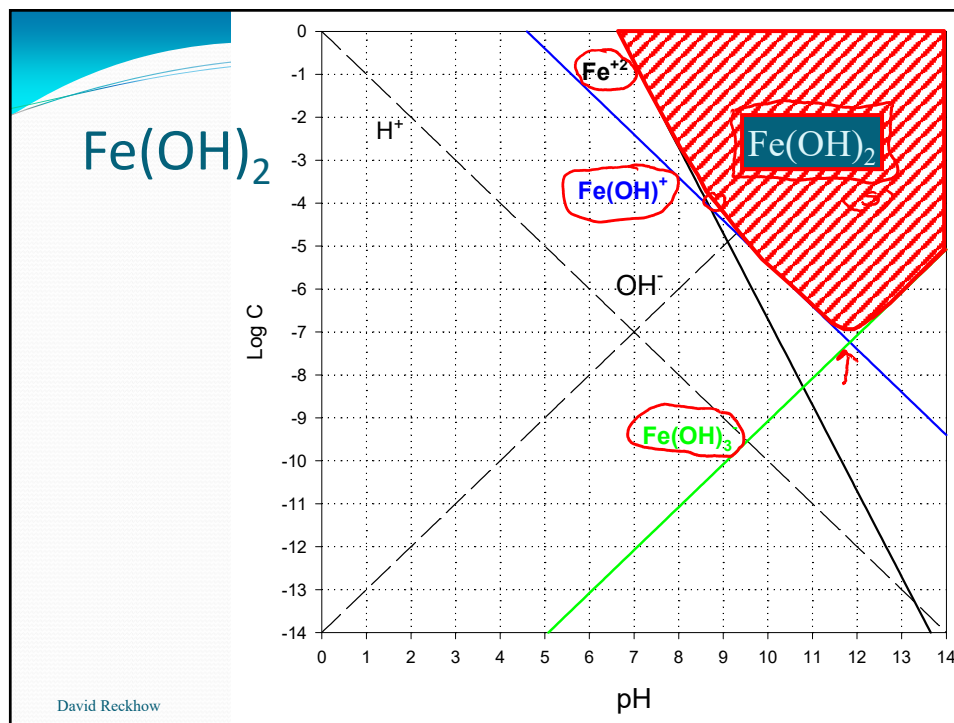 Fe(OH)₂
0
-1
-2
-3
-4
-5
-6
-7
-8
-9
-10
-11
-12
-13
-14
Log C
H⁺
Fe⁺²
Fe(OH)₂
Fe(OH)⁺
OH⁻
Fe(OH)₃⁻
0 1 2 3 4 5 6 7 8 9 10 11 12 13 14
pH
David Reckhow